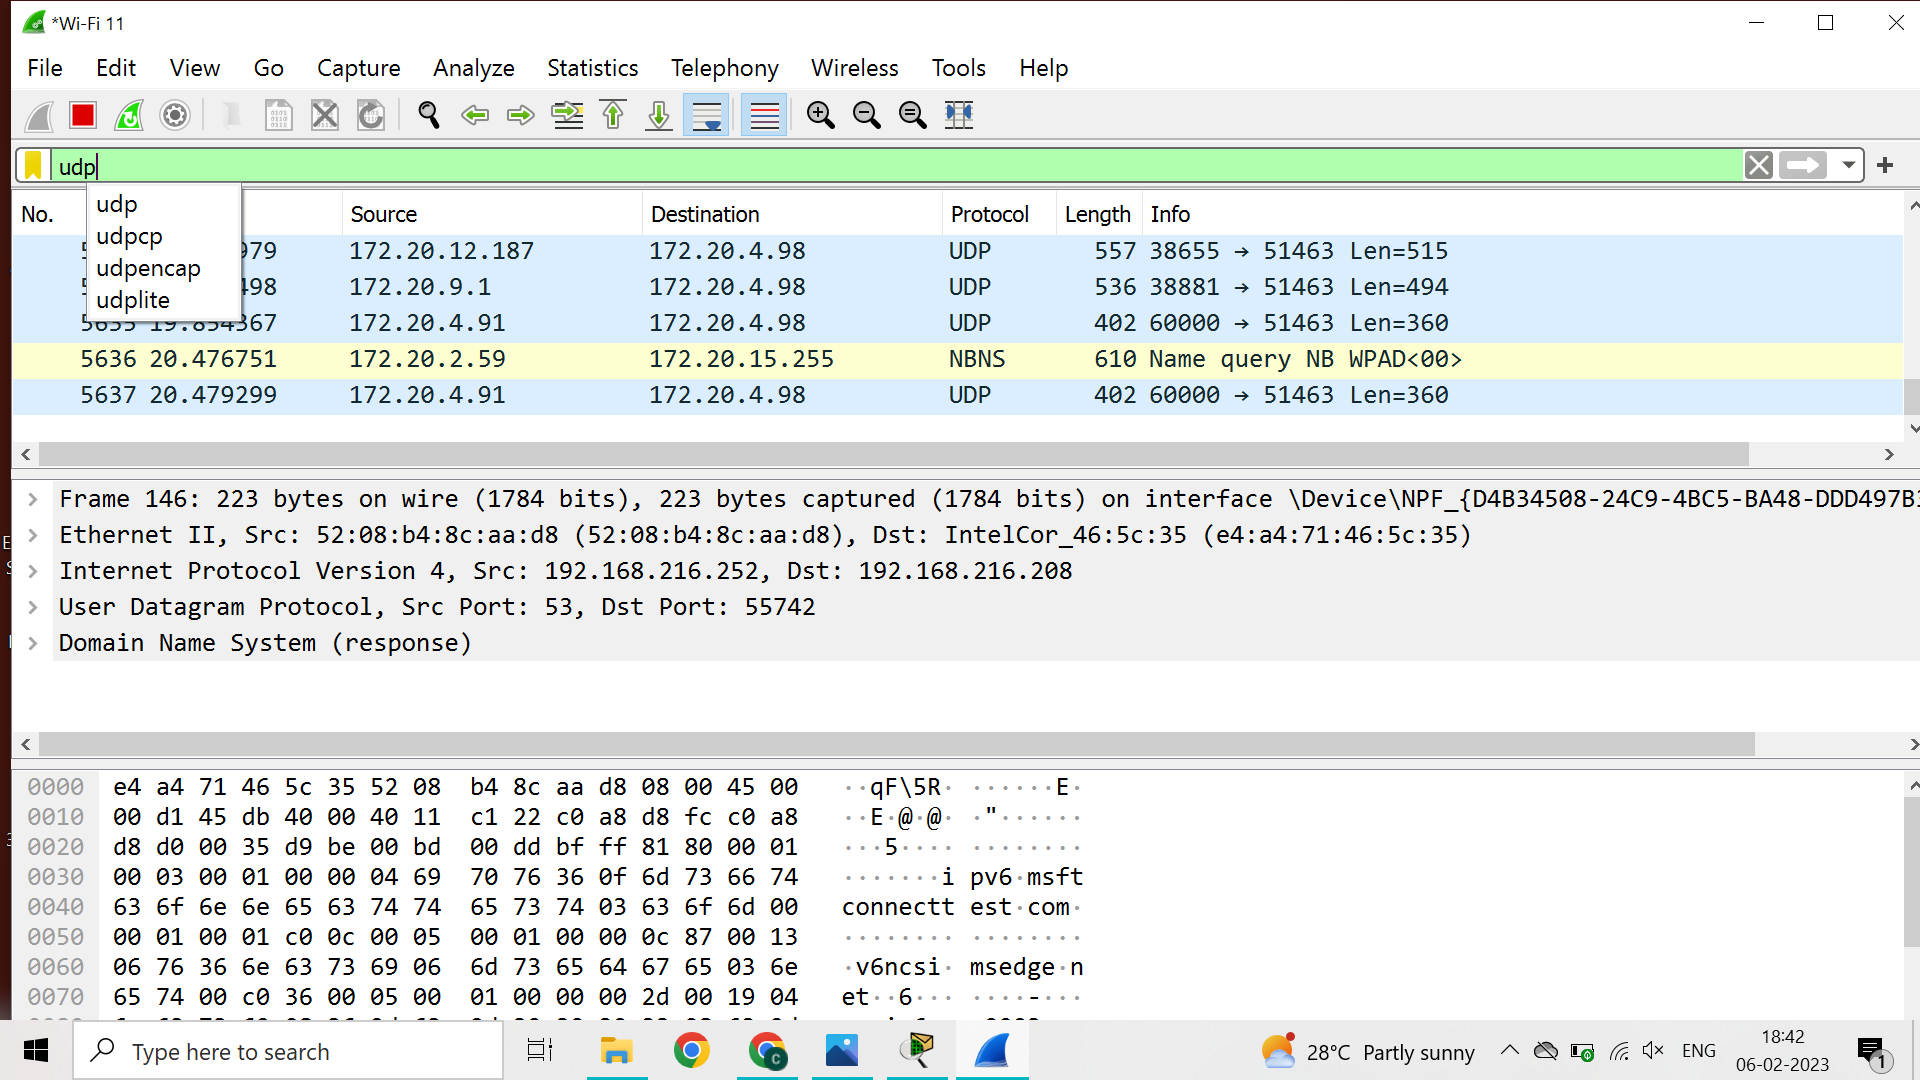 *Wi-Fi 11
File Edit View Go Capture Analyze Statistics Telephony Wireless Tools Help
udp
udp
udpcp
udpencap
udplite
No. Source Destination Protocol Length Info
979 172.20.12.187 172.20.4.98 UDP 557 38655 → 51463 Len=515
498 172.20.9.1 172.20.4.98 UDP 536 38881 → 51463 Len=494
5635 19.854367 172.20.4.91 172.20.4.98 UDP 402 60000 → 51463 Len=360
5636 20.476751 172.20.2.59 172.20.15.255 NBNS 610 Name query NB WPAD<00>
5637 20.479299 172.20.4.91 172.20.4.98 UDP 402 60000 → 51463 Len=360
Frame 146: 223 bytes on wire (1784 bits), 223 bytes captured (1784 bits) on interface \Device\NPF_{D4B34508-24C9-4BC5-BA48-DDD497B
Ethernet II, Src: 52:08:b4:8c:aa:d8 (52:08:b4:8c:aa:d8), Dst: IntelCor_46:5c:35 (e4:a4:71:46:5c:35)
Internet Protocol Version 4, Src: 192.168.216.252, Dst: 192.168.216.208
User Datagram Protocol, Src Port: 53, Dst Port: 55742
Domain Name System (response)
0000 e4 a4 71 46 5c 35 52 08 b4 8c aa d8 08 00 45 00 ··qF\5R· ······E·
0010 00 d1 45 db 40 00 40 11 c1 22 c0 a8 d8 fc c0 a8 ··E·@·@· ·"······
0020 d8 d0 00 35 d9 be 00 bd 00 dd bf ff 81 80 00 01 ···5···· ········
0030 00 03 00 01 00 00 04 69 70 76 36 0f 6d 73 66 74 ·······i pv6·msft
0040 63 6f 6e 6e 65 63 74 74 65 73 74 03 63 6f 6d 00 connectt est·com·
0050 00 01 00 01 c0 0c 00 05 00 01 00 00 0c 87 00 13 ········ ········
0060 06 76 36 6e 63 73 69 06 6d 73 65 64 67 65 03 6e ·v6ncsi· msedge·n
0070 65 74 00 c0 36 00 05 00 01 00 00 00 2d 00 19 04 et··6··· ····-···
Type here to search
28°C Partly sunny
ENG
18:42
06-02-2023
1